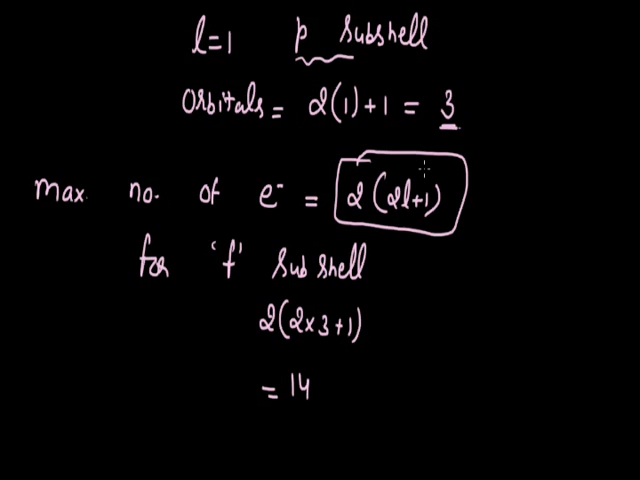 l=1 p subshell
Orbitals = 2(1)+1 = 3
max. no. of e⁻ = 2(2l+1)
for 'f' subshell
2(2×3+1)
= 14